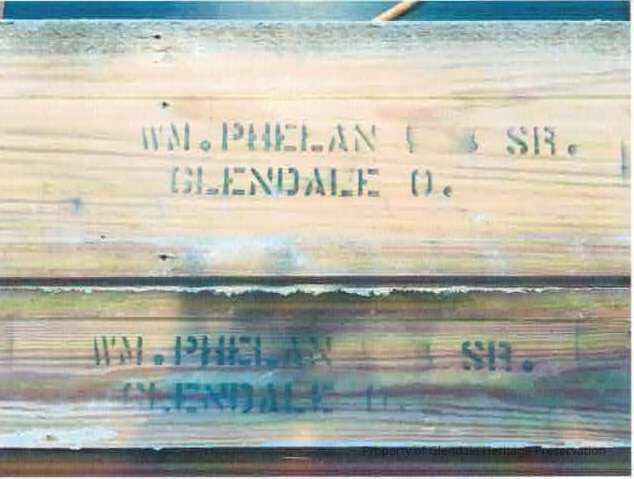 WM. PHELAN SR.
GLENDALE O.
WM. PHELAN SR.
GLENDALE O.
Property of Glendale Heritage Preservation